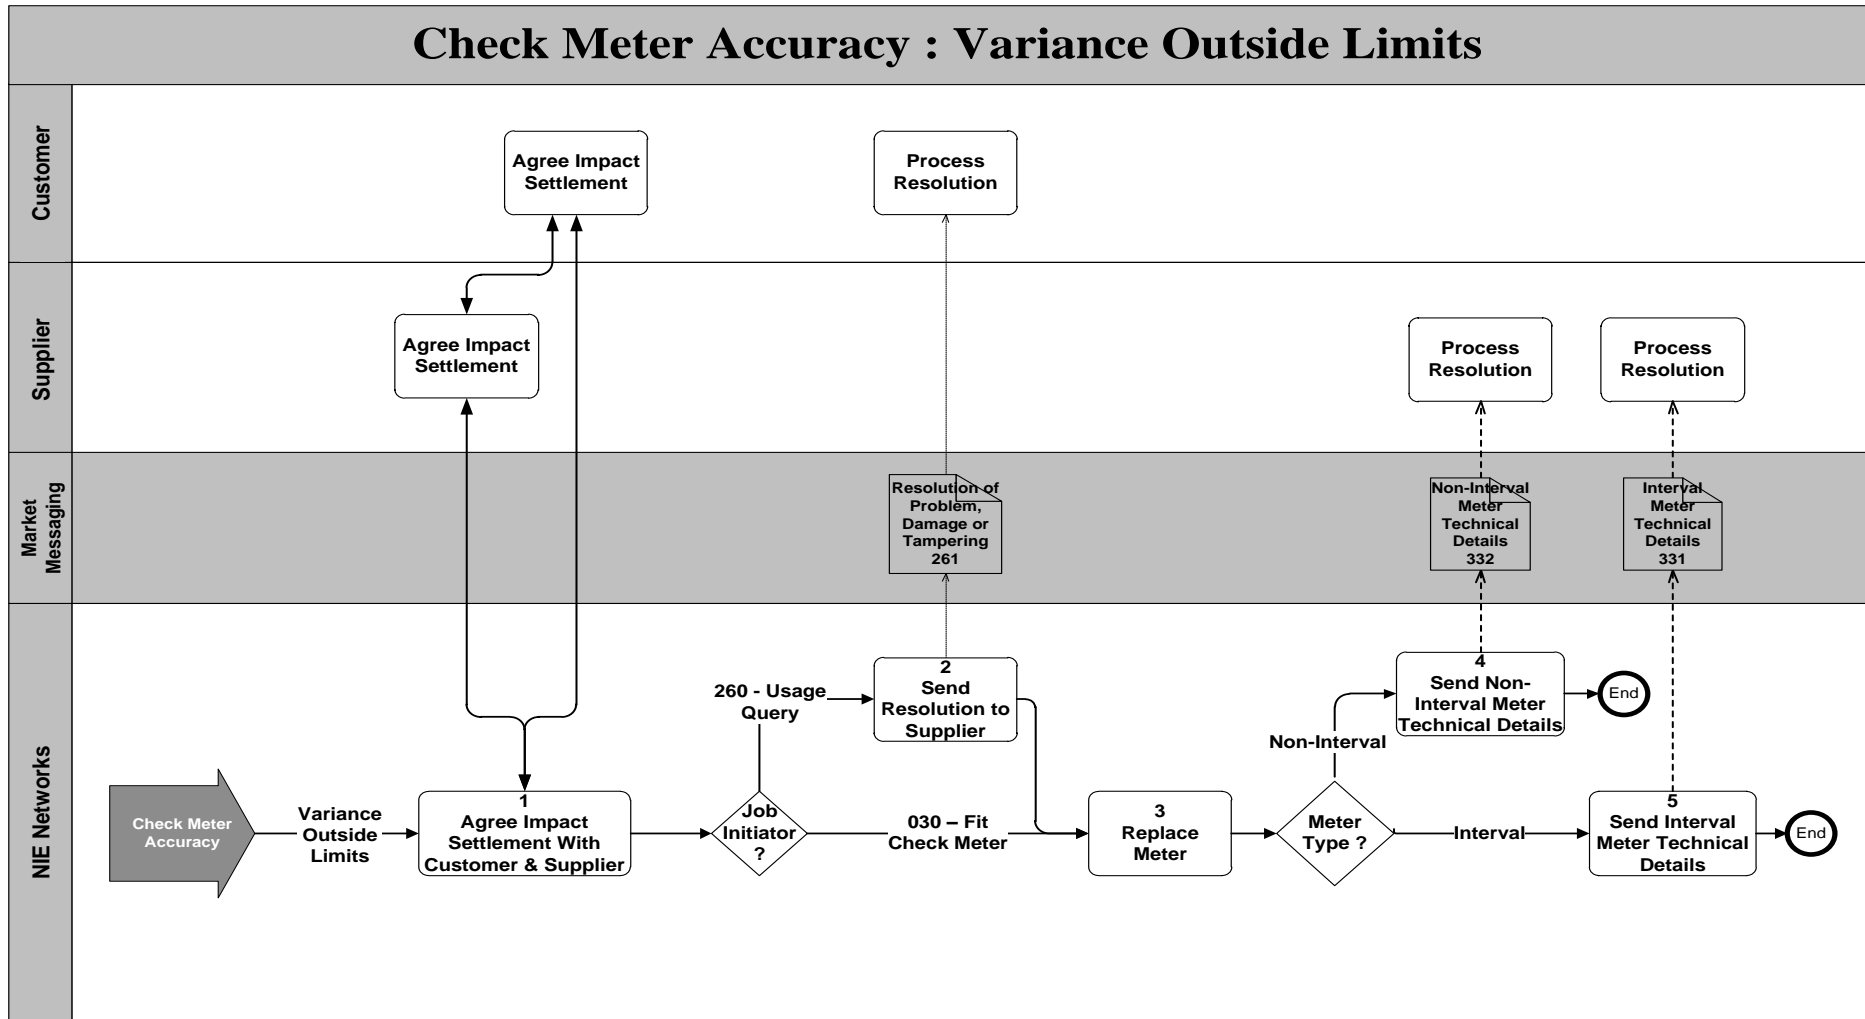 Check Meter Accuracy : Variance Outside Limits
Customer
Agree Impact
Settlement
Process
Resolution
Supplier
Agree Impact
Settlement
Process
Resolution
Process
Resolution
Market
Messaging
Resolution of
Problem,
Damage or
Tampering
261
Non-Interval
Meter
Technical
Details
332
Interval
Meter
Technical
Details
331
NIE Networks
Check Meter
Accuracy
Variance
Outside
Limits
1
Agree Impact
Settlement With
Customer & Supplier
Job
Initiator
?
260 - Usage
Query
2
Send
Resolution to
Supplier
030 – Fit
Check Meter
3
Replace
Meter
Meter
Type ?
Non-Interval
4
Send Non-
Interval Meter
Technical Details
End
Interval
5
Send Interval
Meter Technical
Details
End